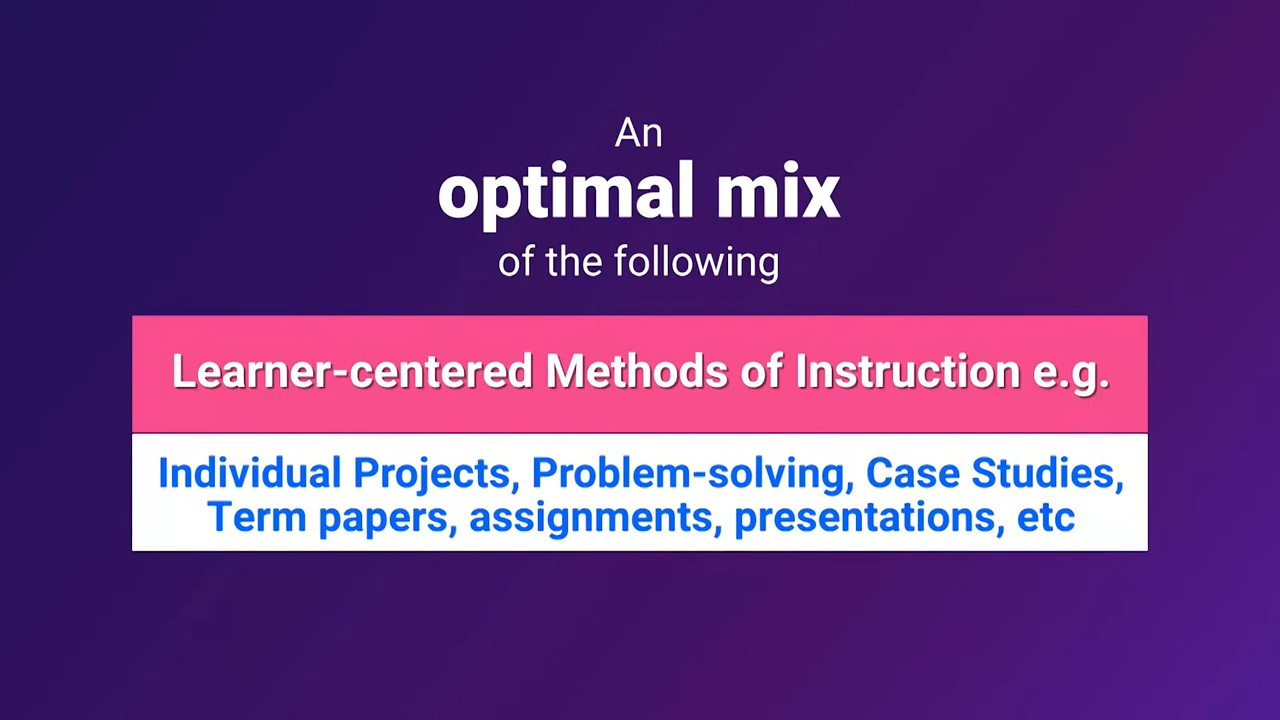 An
optimal mix
of the following
Learner-centered Methods of Instruction e.g.
Individual Projects, Problem-solving, Case Studies,
Term papers, assignments, presentations, etc